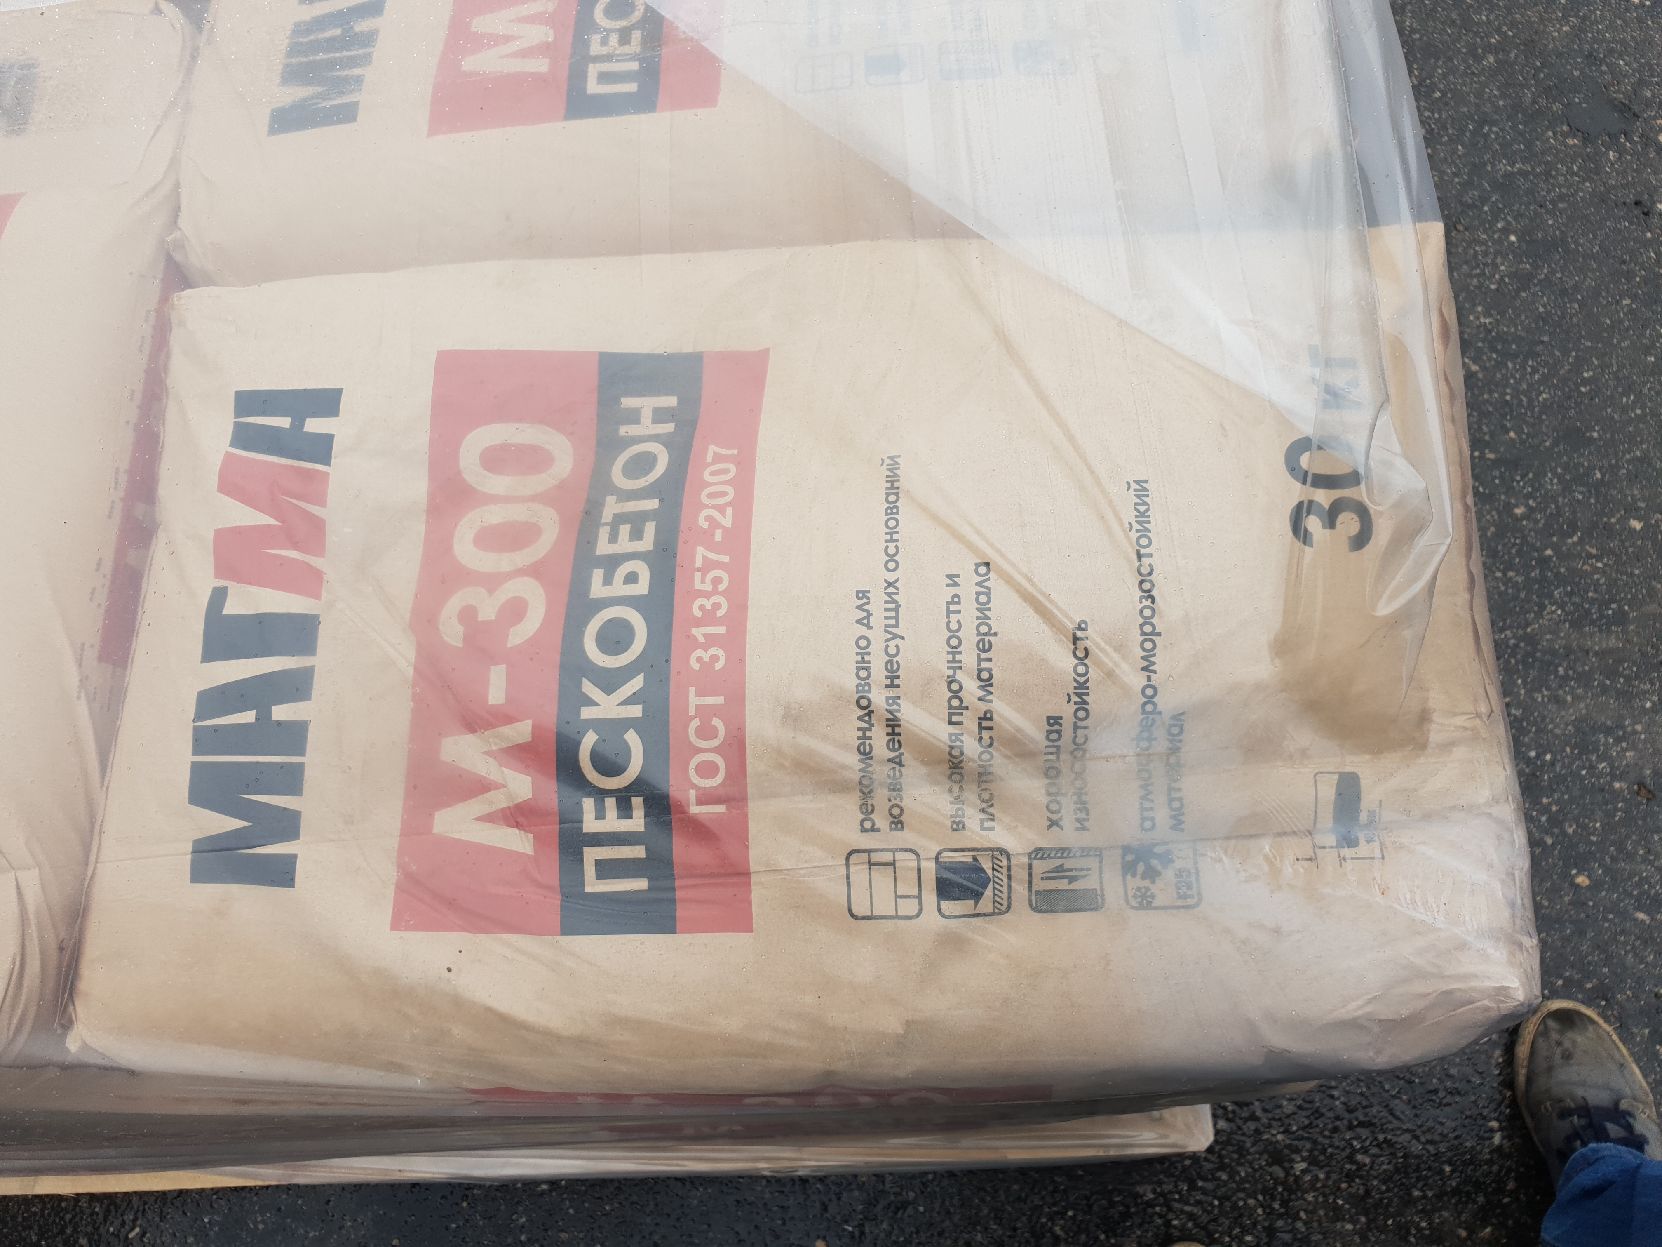 МАГМА
М-300
ПЕСКОБЕТОН
ГОСТ 31357-2007
рекомендовано для
возведения несущих оснований
высокая прочность и
плотность материала
хорошая
износостойкость
атмосферо-морозостойкий
материал
30 кг